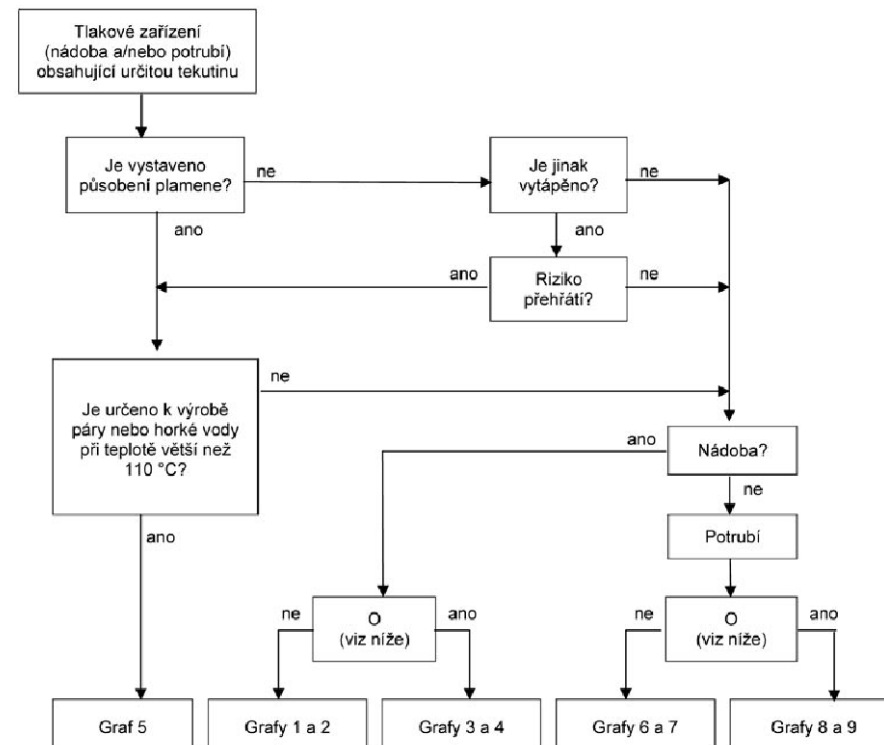 Tlakové zařízení
(nádoba a/nebo potrubí)
obsahující určitou tekutinu
Je vystaveno
působení plamene?
ne
Je jinak
vytápěno?
ne
ano
ano
ano
Riziko
přehřátí?
ne
Je určeno k výrobě
páry nebo horké vody
při teplotě větší než
110 °C?
ne
ano
Nádoba?
ne
ano
Potrubí
ne
O
(viz níže)
ano
ne
O
(viz níže)
ano
Graf 5
Grafy 1 a 2
Grafy 3 a 4
Grafy 6 a 7
Grafy 8 a 9